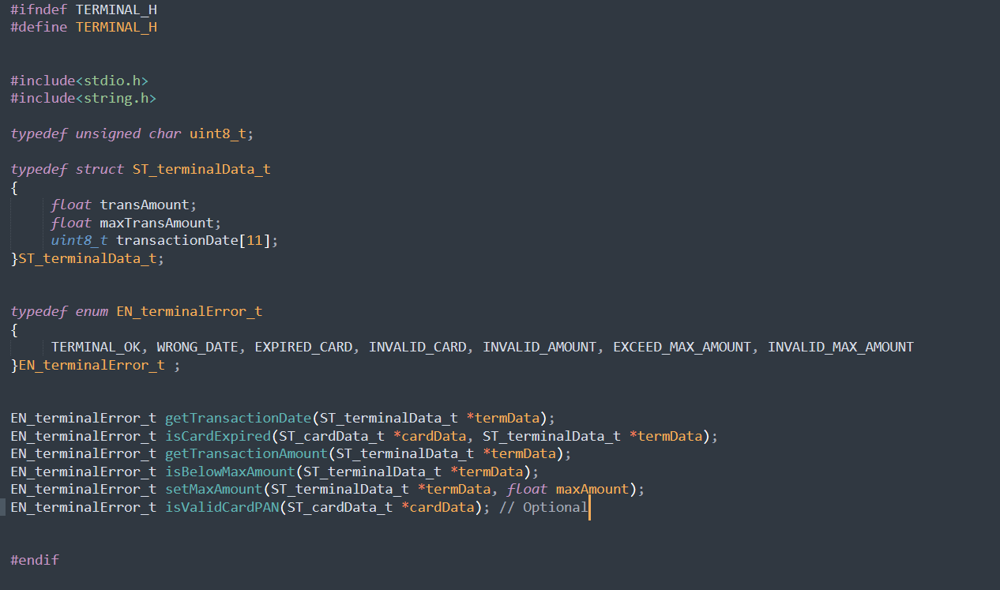 #ifndef TERMINAL_H
#define TERMINAL_H
#include<stdio.h>
#include<string.h>
typedef unsigned char uint8_t;
typedef struct ST_terminalData_t
{
float transAmount;
float maxTransAmount;
uint8_t transactionDate[11];
}ST_terminalData_t;
typedef enum EN_terminalError_t
{
TERMINAL_OK, WRONG_DATE, EXPIRED_CARD, INVALID_CARD, INVALID_AMOUNT, EXCEED_MAX_AMOUNT, INVALID_MAX_AMOUNT
}EN_terminalError_t ;
EN_terminalError_t getTransactionDate(ST_terminalData_t *termData);
EN_terminalError_t isCardExpired(ST_cardData_t *cardData, ST_terminalData_t *termData);
EN_terminalError_t getTransactionAmount(ST_terminalData_t *termData);
EN_terminalError_t isBelowMaxAmount(ST_terminalData_t *termData);
EN_terminalError_t setMaxAmount(ST_terminalData_t *termData, float maxAmount);
EN_terminalError_t isValidCardPAN(ST_cardData_t *cardData); // Optional
#endif